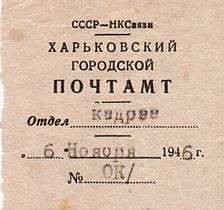 СССР—НКСвязи
ХАРЬКОВСКИЙ
ГОРОДСКОЙ
ПОЧТАМТ
Отдел кадров
„6 Ноября 1946 г.
№ ОК/